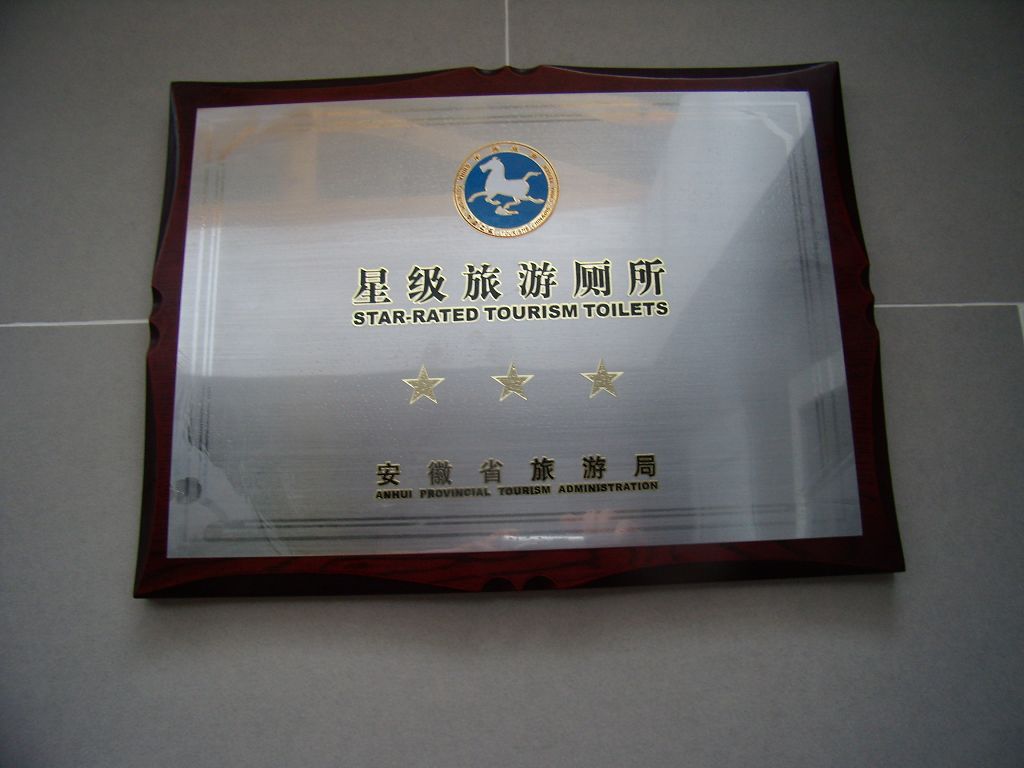 星级旅游厕所
STAR-RATED TOURISM TOILETS
安徽省旅游局
ANHUI PROVINCIAL TOURISM ADMINISTRATION